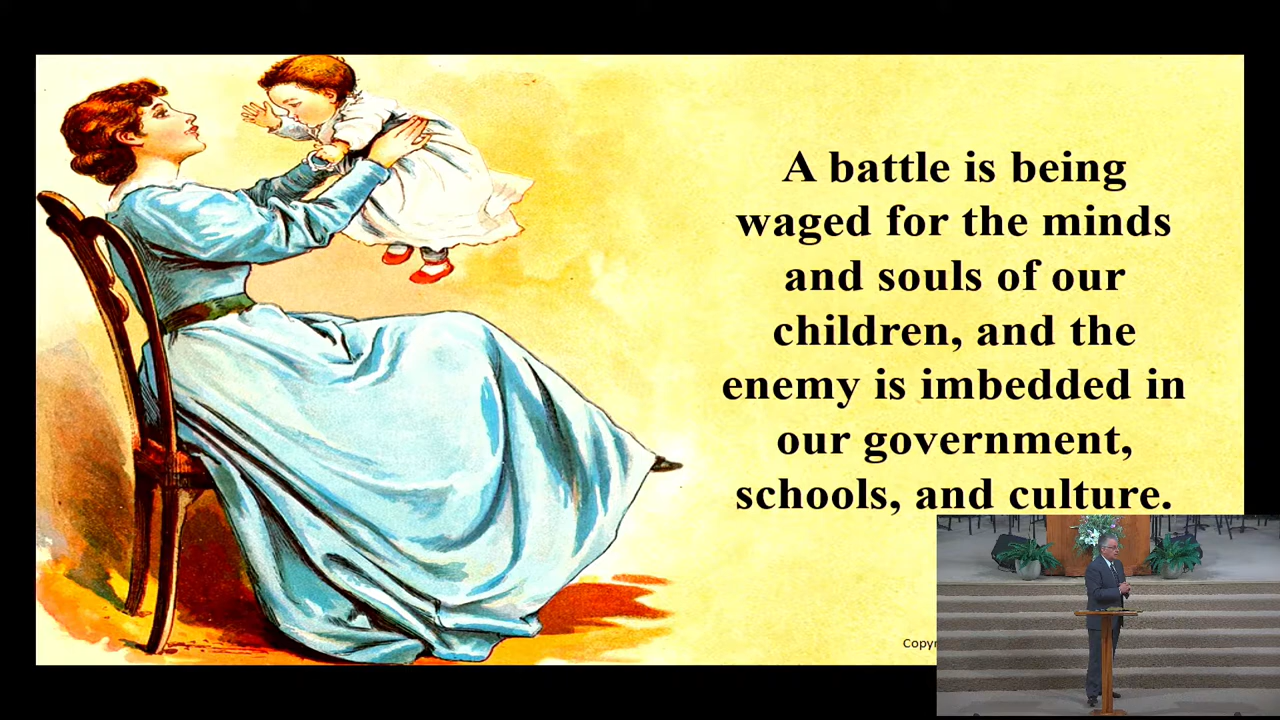 A battle is being
waged for the minds
and souls of our
children, and the
enemy is imbedded in
our government,
schools, and culture.